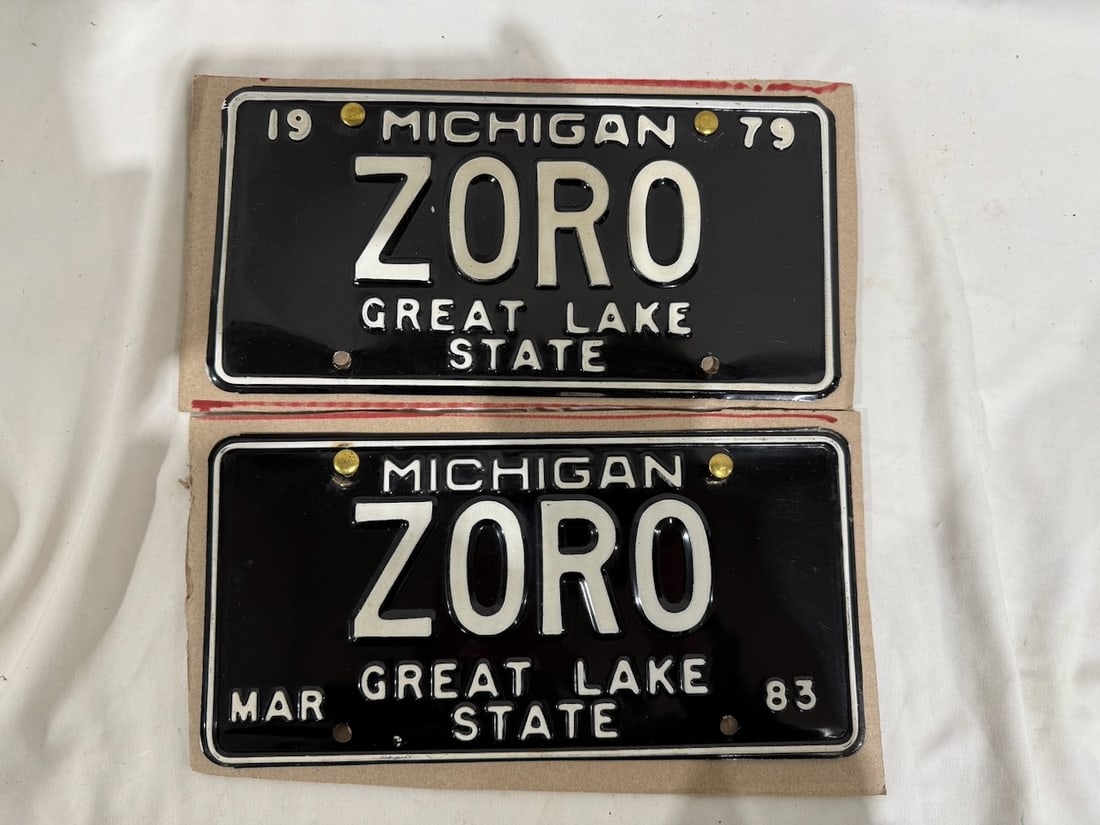 19 MICHIGAN 79
ZORO
GREAT LAKE
STATE
MICHIGAN
ZORO
GREAT LAKE
MAR STATE 83